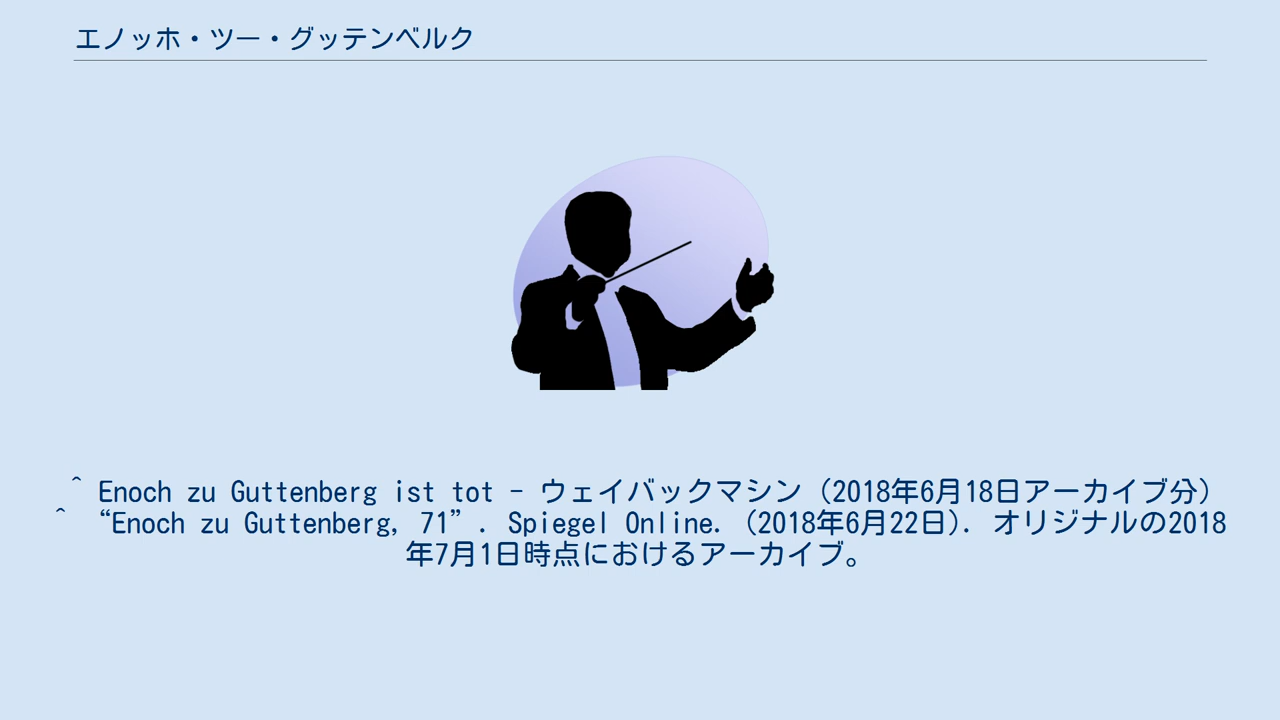 エノッホ・ツー・グッテンベルク
^ Enoch zu Guttenberg ist tot - ウェイバックマシン（2018年6月18日アーカイブ分）
^ “Enoch zu Guttenberg, 71”. Spiegel Online. (2018年6月22日). オリジナルの2018
年7月1日時点におけるアーカイブ。